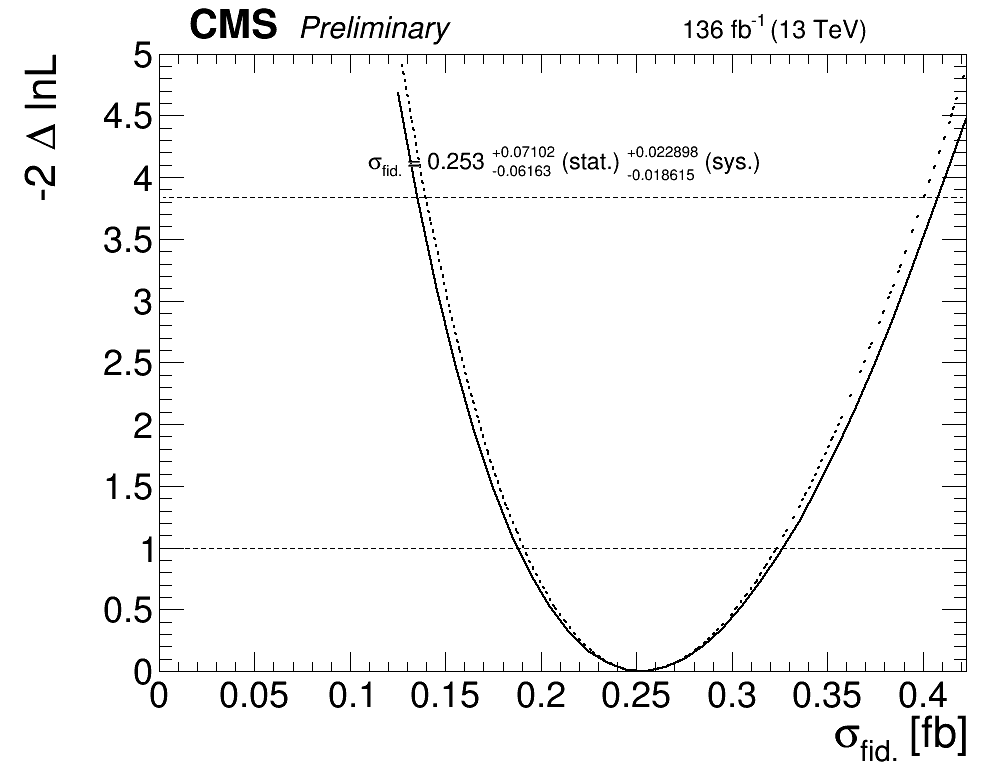 CMS Preliminary 136 fb⁻¹ (13 TeV)
-2 Δ lnL
5
4.5
σfid. = 0.253 +0.07102 -0.06163 (stat.) +0.022898 -0.018615 (sys.)
4
3.5
3
2.5
2
1.5
1
0.5
0
0 0.05 0.1 0.15 0.2 0.25 0.3 0.35 0.4
σfid. [fb]